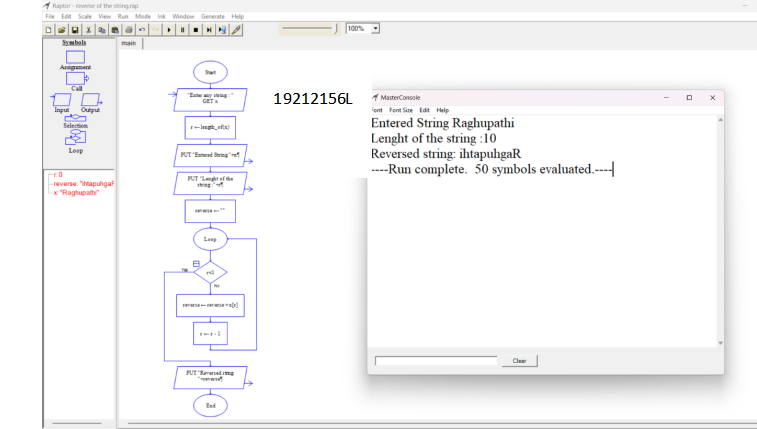 Raptor - reverse of the string.rap
File Edit Scale View Run Mode Ink Window Generate Help
100%
Symbols
main
Assignment
Call
Input Output
Selection
Loop
r: 0
reverse: "ihtapuhgaR
x: "Raghupathi"
Start
"Enter any string : "
GET x
r ← length_of(x)
PUT "Entered String "+x¶
PUT "Lenght of the
string :"+r¶
reverse ← ""
Loop
Yes
r<1
No
reverse ← reverse +x[r]
r ← r - 1
PUT "Reversed string
"+reverse¶
End
19212156L
MasterConsole
Font Font Size Edit Help
Entered String Raghupathi
Lenght of the string :10
Reversed string: ihtapuhgaR
----Run complete. 50 symbols evaluated.----
Clear